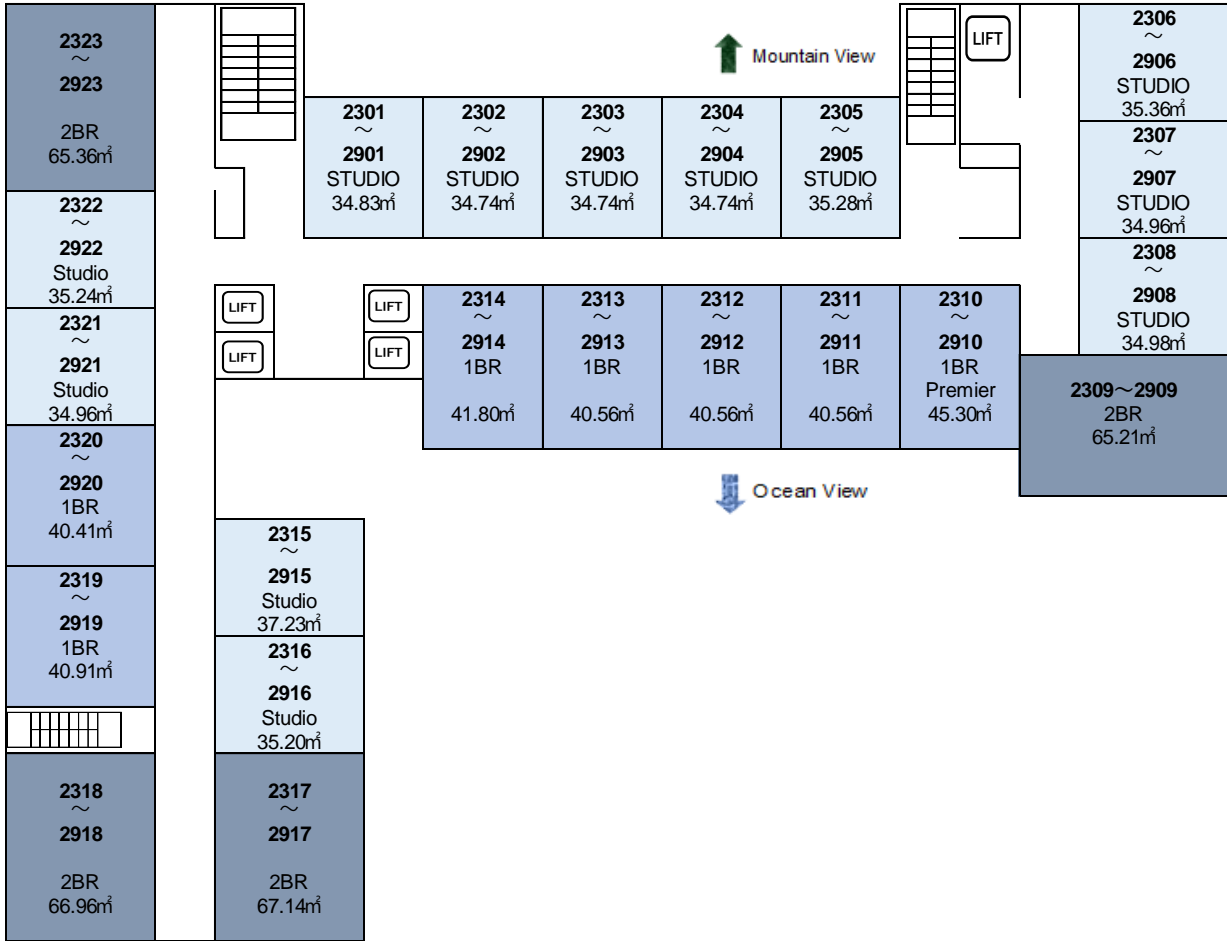 2323
～
2923
2BR
65.36㎡
2322
～
2922
Studio
35.24㎡
2321
～
2921
Studio
34.96㎡
2320
～
2920
1BR
40.41㎡
2319
～
2919
1BR
40.91㎡
2318
～
2918
2BR
66.96㎡
Mountain View
LIFT
2301
～
2901
STUDIO
34.83㎡
2302
～
2902
STUDIO
34.74㎡
2303
～
2903
STUDIO
34.74㎡
2304
～
2904
STUDIO
34.74㎡
2305
～
2905
STUDIO
35.28㎡
2306
～
2906
STUDIO
35.36㎡
2307
～
2907
STUDIO
34.96㎡
2308
～
2908
STUDIO
34.98㎡
LIFT
LIFT
LIFT
LIFT
2314
～
2914
1BR
41.80㎡
2313
～
2913
1BR
40.56㎡
2312
～
2912
1BR
40.56㎡
2311
～
2911
1BR
40.56㎡
2310
～
2910
1BR
Premier
45.30㎡
2309～2909
2BR
65.21㎡
Ocean View
2315
～
2915
Studio
37.23㎡
2316
～
2916
Studio
35.20㎡
2317
～
2917
2BR
67.14㎡